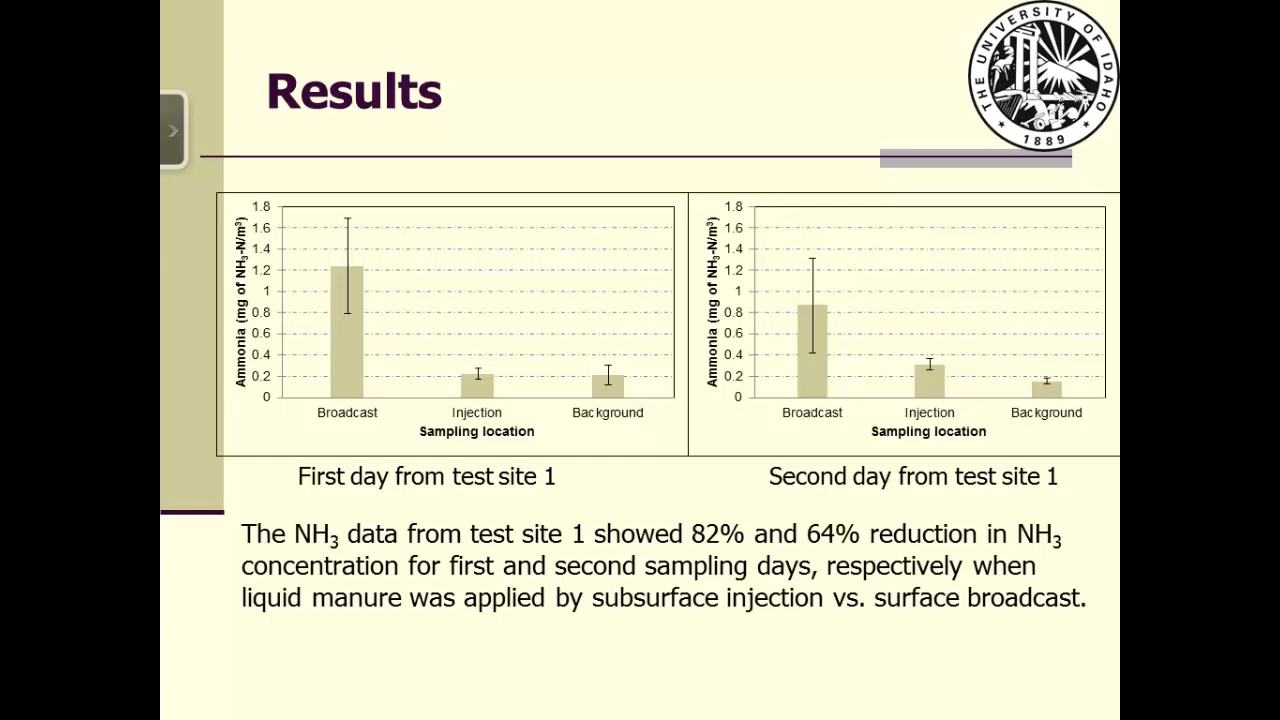 Results
THE UNIVERSITY OF IDAHO
1889
Ammonia (mg of NH₃-N/m³)
1.8
1.6
1.4
1.2
1
0.8
0.6
0.4
0.2
0
Broadcast Injection Background
Sampling location
Ammonia (mg of NH₃-N/m³)
1.8
1.6
1.4
1.2
1
0.8
0.6
0.4
0.2
0
Broadcast Injection Background
Sampling location
First day from test site 1
Second day from test site 1
The NH₃ data from test site 1 showed 82% and 64% reduction in NH₃
concentration for first and second sampling days, respectively when
liquid manure was applied by subsurface injection vs. surface broadcast.